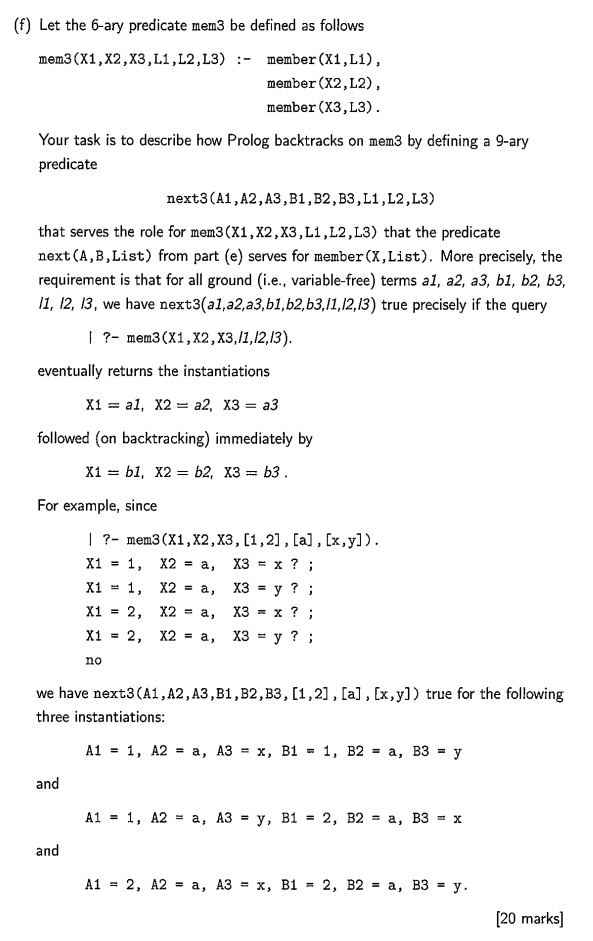 (f) Let the 6-ary predicate mem3 be defined as follows
mem3(X1,X2,X3,L1,L2,L3) :- member(X1,L1),
member(X2,L2),
member(X3,L3).
Your task is to describe how Prolog backtracks on mem3 by defining a 9-ary
predicate
next3(A1,A2,A3,B1,B2,B3,L1,L2,L3)
that serves the role for mem3(X1,X2,X3,L1,L2,L3) that the predicate
next(A,B,List) from part (e) serves for member(X,List). More precisely, the
requirement is that for all ground (i.e., variable-free) terms a1, a2, a3, b1, b2, b3,
l1, l2, l3, we have next3(a1,a2,a3,b1,b2,b3,l1,l2,l3) true precisely if the query
| ?- mem3(X1,X2,X3,l1,l2,l3).
eventually returns the instantiations
X1 = a1, X2 = a2, X3 = a3
followed (on backtracking) immediately by
X1 = b1, X2 = b2, X3 = b3.
For example, since
| ?- mem3(X1,X2,X3,[1,2],[a],[x,y]).
X1 = 1, X2 = a, X3 = x ? ;
X1 = 1, X2 = a, X3 = y ? ;
X1 = 2, X2 = a, X3 = x ? ;
X1 = 2, X2 = a, X3 = y ? ;
no
we have next3(A1,A2,A3,B1,B2,B3,[1,2],[a],[x,y]) true for the following
three instantiations:
A1 = 1, A2 = a, A3 = x, B1 = 1, B2 = a, B3 = y
and
A1 = 1, A2 = a, A3 = y, B1 = 2, B2 = a, B3 = x
and
A1 = 2, A2 = a, A3 = x, B1 = 2, B2 = a, B3 = y.
[20 marks]